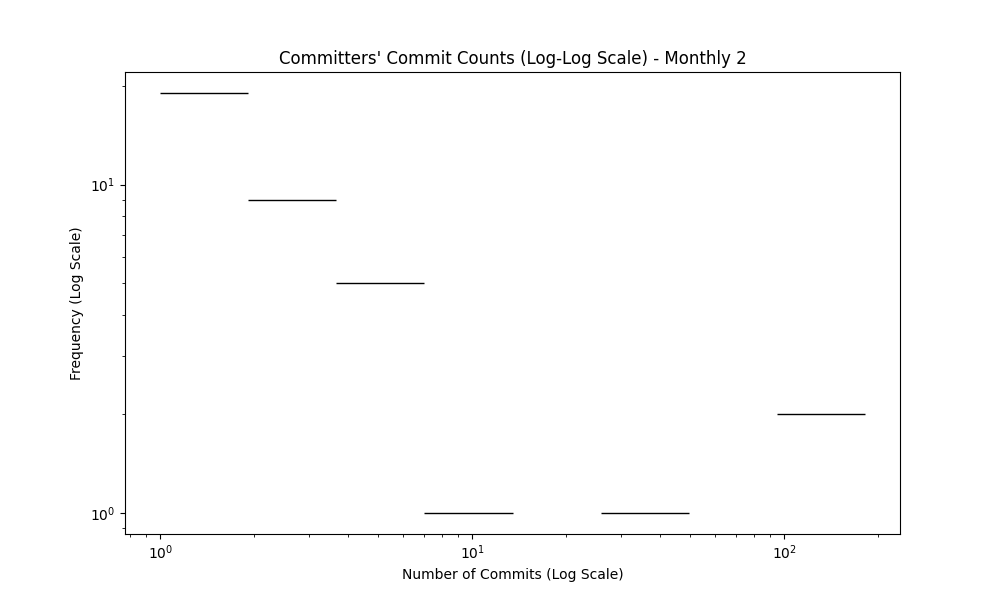 Committers' Commit Counts (Log-Log Scale) - Monthly 2
Frequency (Log Scale)
10¹
10⁰
10⁰ 10¹ 10²
Number of Commits (Log Scale)